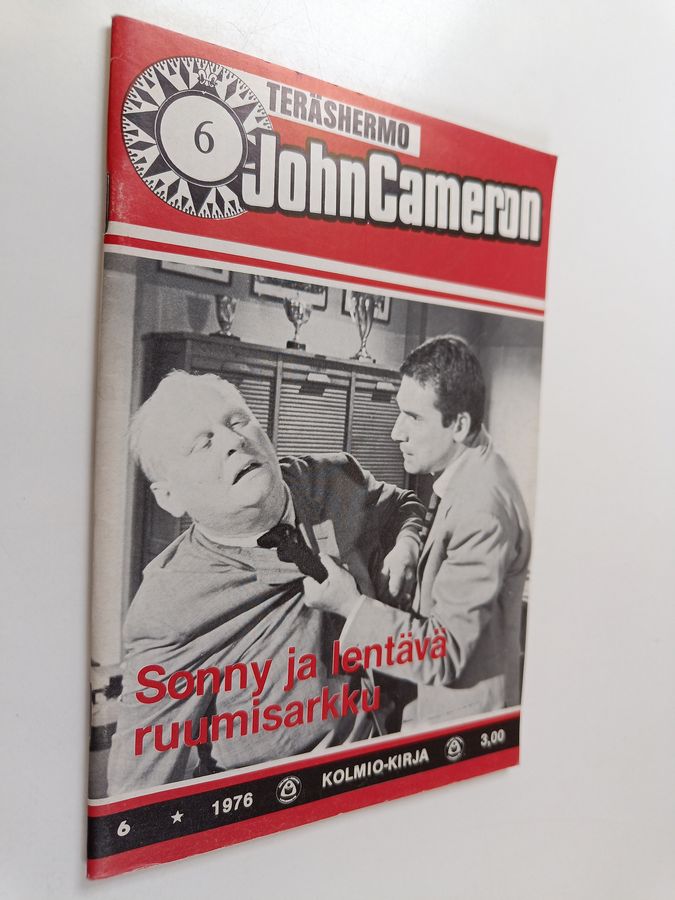 6
TERÄSHERMO
JohnCameron
Sonny ja lentävä
ruumisarkku
6 ★ 1976 KOLMIO-KIRJA 3,00